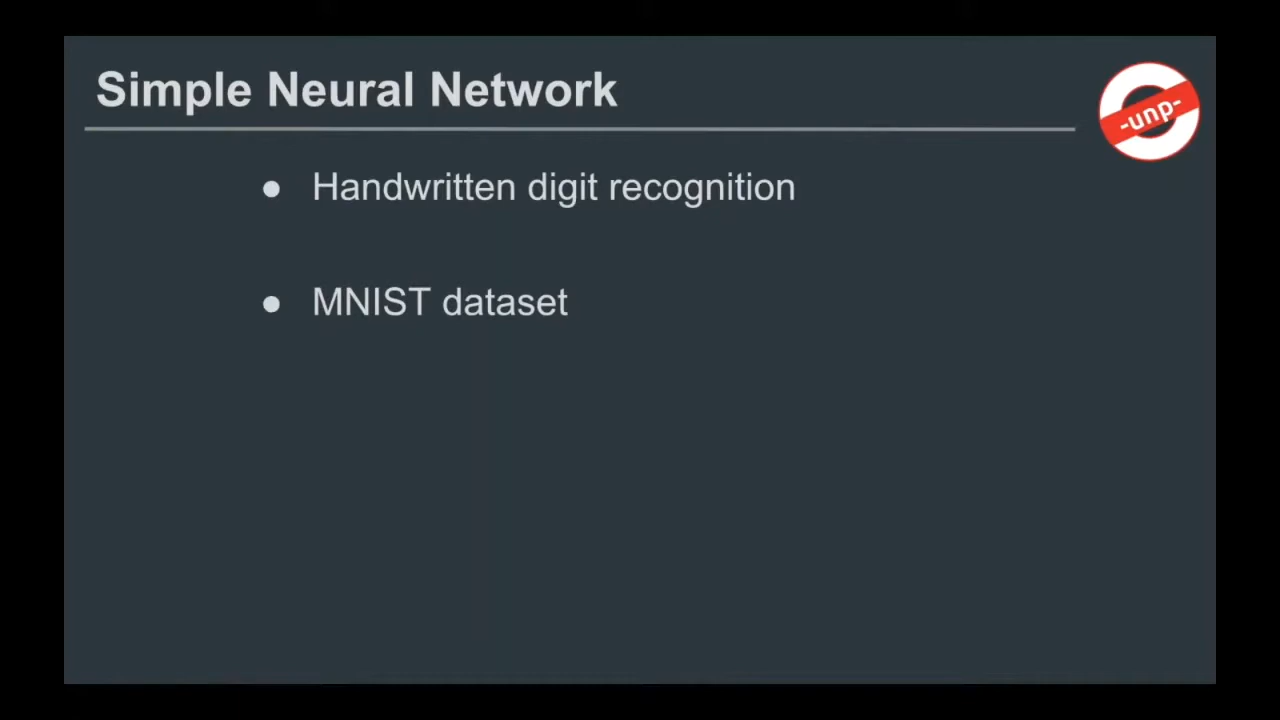 Simple Neural Network
-unp-
● Handwritten digit recognition
● MNIST dataset